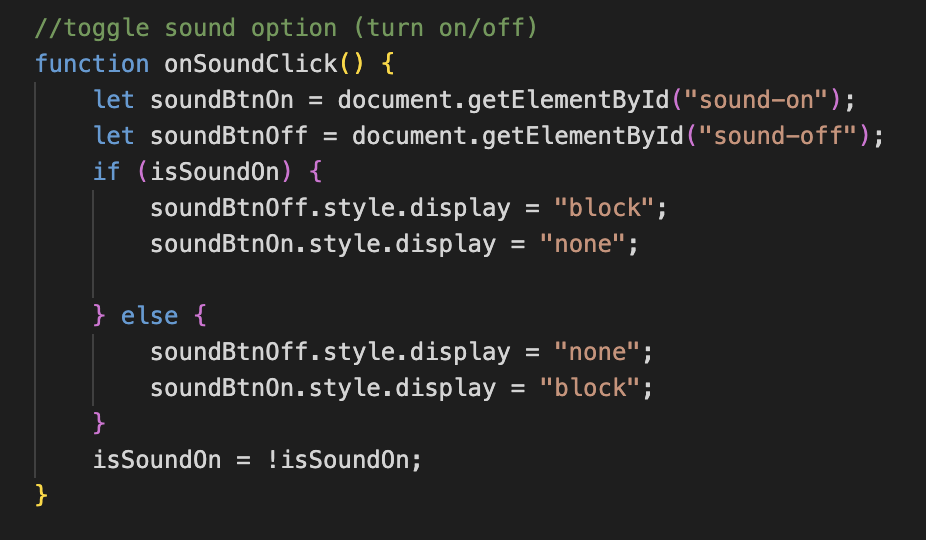 //toggle sound option (turn on/off)
function onSoundClick() {
    let soundBtnOn = document.getElementById("sound-on");
    let soundBtnOff = document.getElementById("sound-off");
    if (isSoundOn) {
        soundBtnOff.style.display = "block";
        soundBtnOn.style.display = "none";

    } else {
        soundBtnOff.style.display = "none";
        soundBtnOn.style.display = "block";
    }
    isSoundOn = !isSoundOn;
}